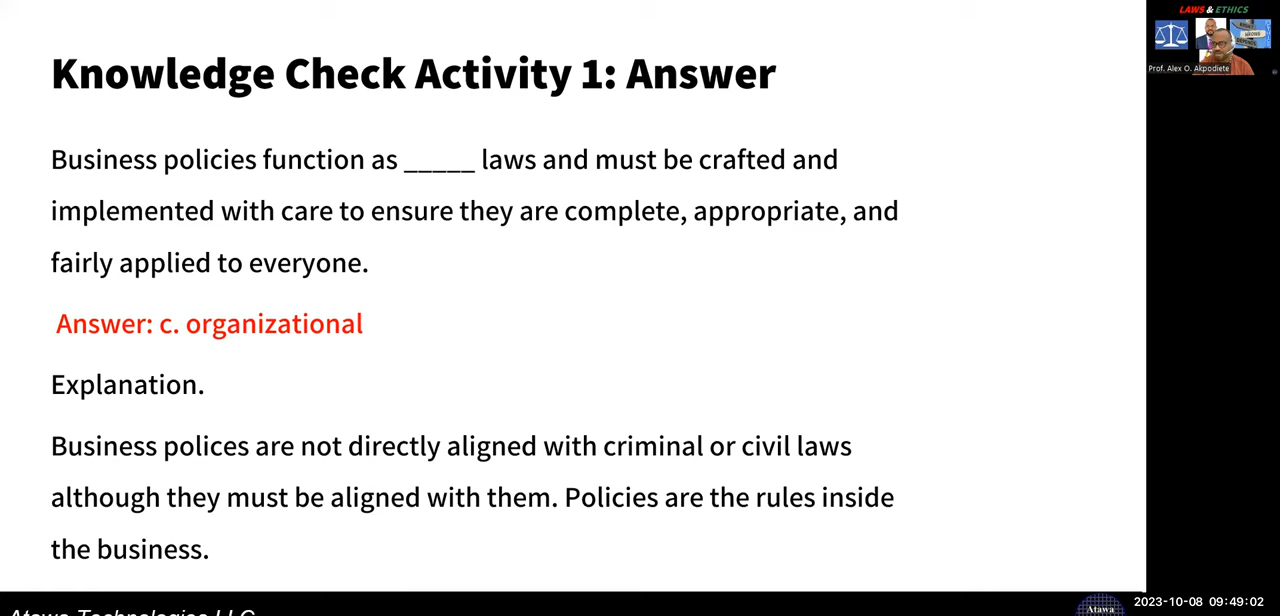 Knowledge Check Activity 1: Answer
Business policies function as _____ laws and must be crafted and
implemented with care to ensure they are complete, appropriate, and
fairly applied to everyone.
Answer: c. organizational
Explanation.
Business polices are not directly aligned with criminal or civil laws
although they must be aligned with them. Policies are the rules inside
the business.
LAWS & ETHICS
Prof. Alex O. Akpodiete
Atawa Technologies LLC
Atawa
2023-10-08 09:49:02